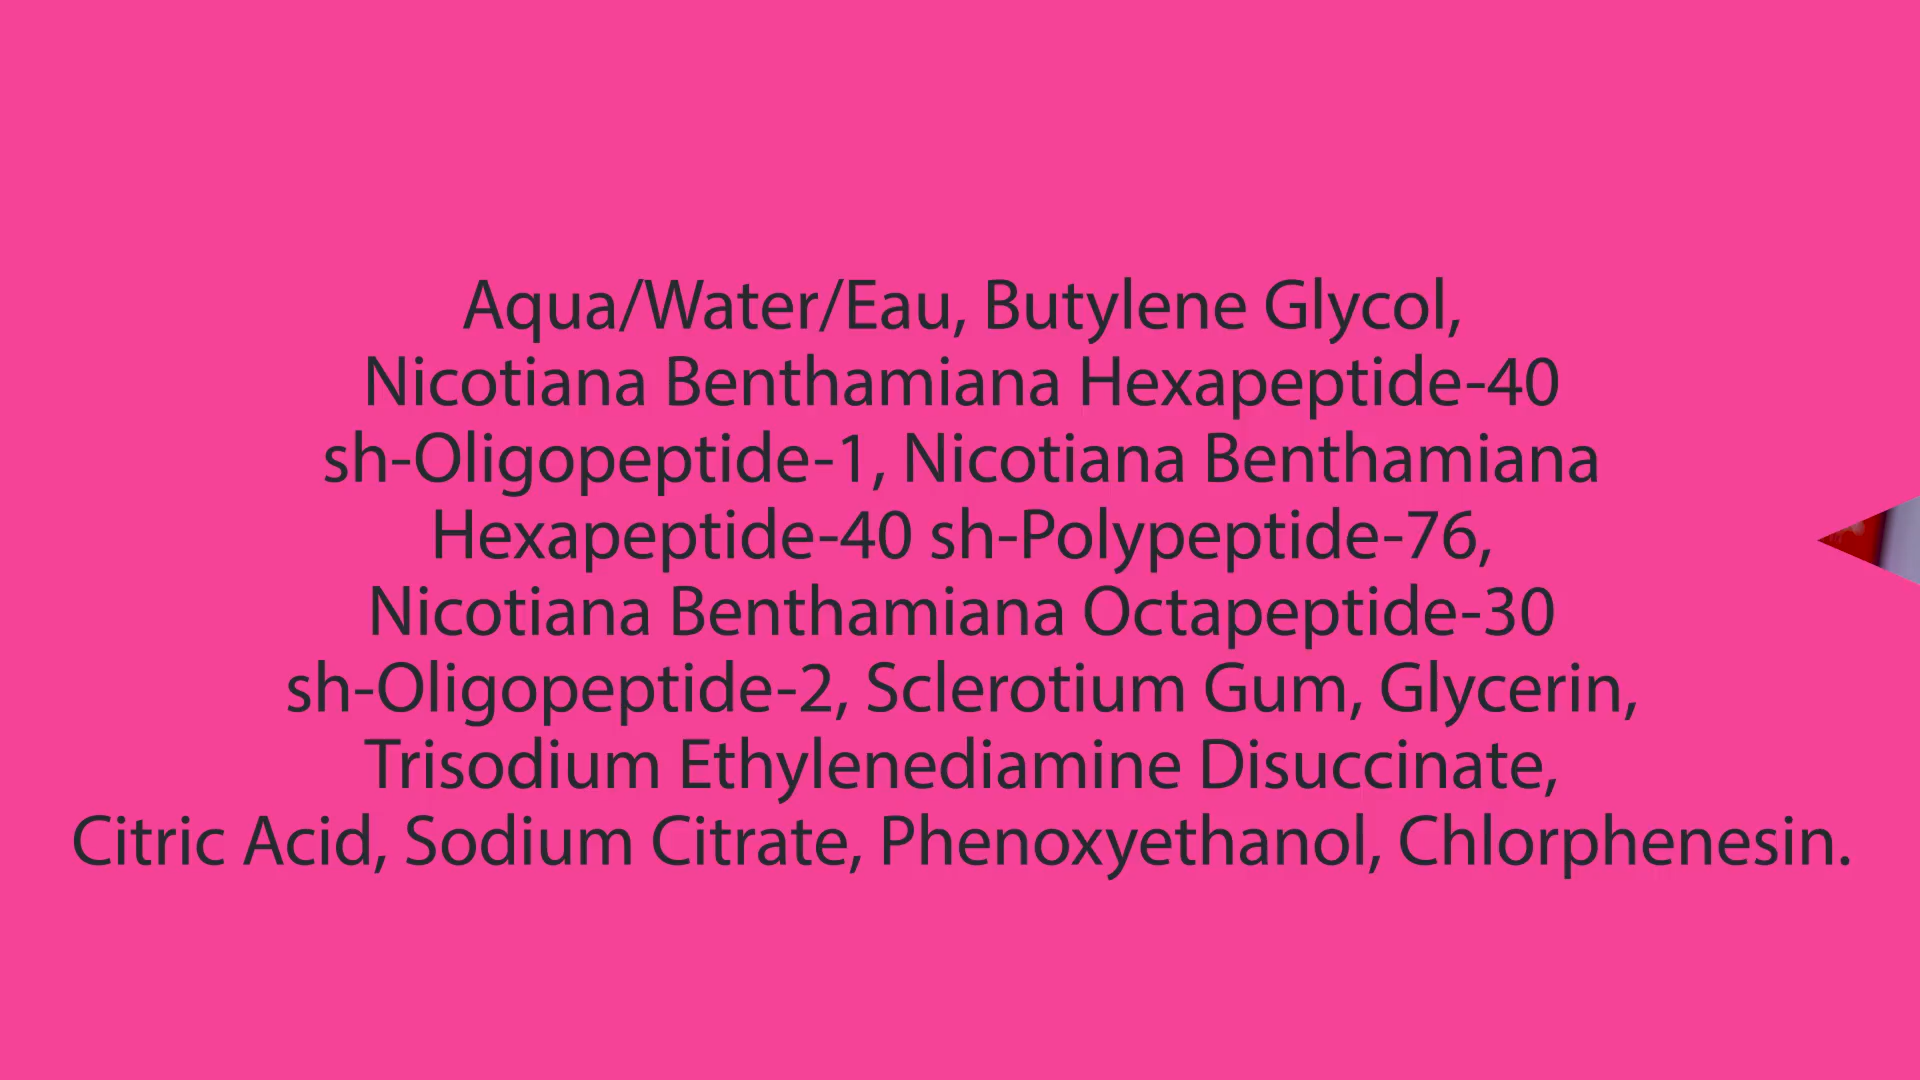 Aqua/Water/Eau, Butylene Glycol,
Nicotiana Benthamiana Hexapeptide-40
sh-Oligopeptide-1, Nicotiana Benthamiana
Hexapeptide-40 sh-Polypeptide-76,
Nicotiana Benthamiana Octapeptide-30
sh-Oligopeptide-2, Sclerotium Gum, Glycerin,
Trisodium Ethylenediamine Disuccinate,
Citric Acid, Sodium Citrate, Phenoxyethanol, Chlorphenesin.